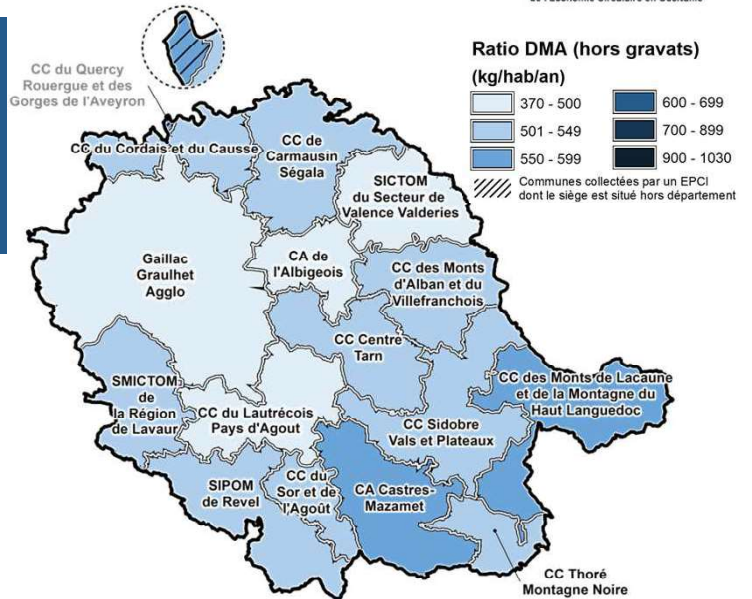 CC du Quercy
Rouergue et des
Gorges de l'Aveyron
Ratio DMA (hors gravats)
(kg/hab/an)
370 - 500
501 - 549
550 - 599
600 - 699
700 - 899
900 - 1030
Communes collectées par un EPCI
dont le siège est situé hors département
CC du Cordais et du Causse
CC de
Carmausin
Ségala
SICTOM
du Secteur de
Valence Valderies
Gaillac
Graulhet
Agglo
CA de
l'Albigeois
CC des Monts
d'Alban et du
Villefranchois
CC Centre
Tarn
SMICTOM
de
la Région
de Lavaur
CC du Lautrécois
Pays d'Agout
CC des Monts de Lacaune
et de la Montagne du
Haut Languedoc
CC Sidobre
Vals et Plateaux
SIPOM
de Revel
CC du
Sor et de
l'Agoût
CA Castres-
Mazamet
CC Thoré
Montagne Noire